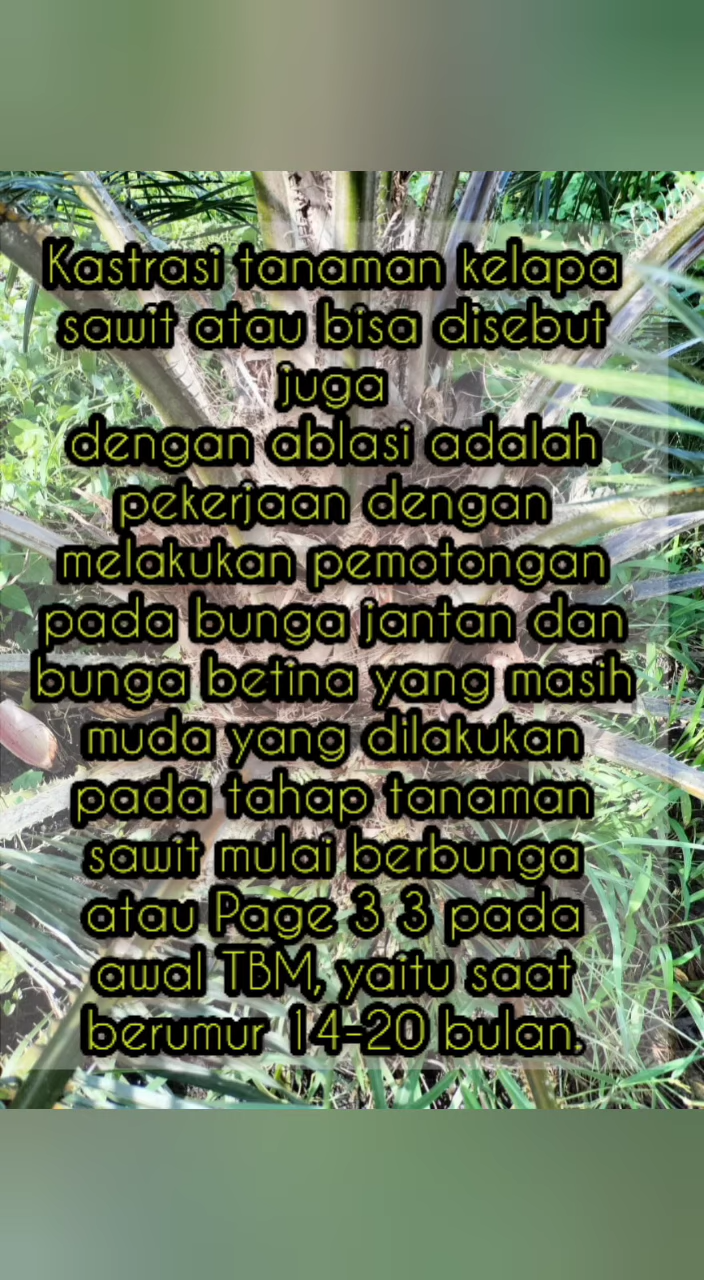 Kastrasi tanaman kelapa
sawit atau bisa disebut
juga
dengan ablasi adalah
pekerjaan dengan
melakukan pemotongan
pada bunga jantan dan
bunga betina yang masih
muda yang dilakukan
pada tahap tanaman
sawit mulai berbunga
atau Page 3 3 pada
awal TBM, yaitu saat
berumur 14-20 bulan.